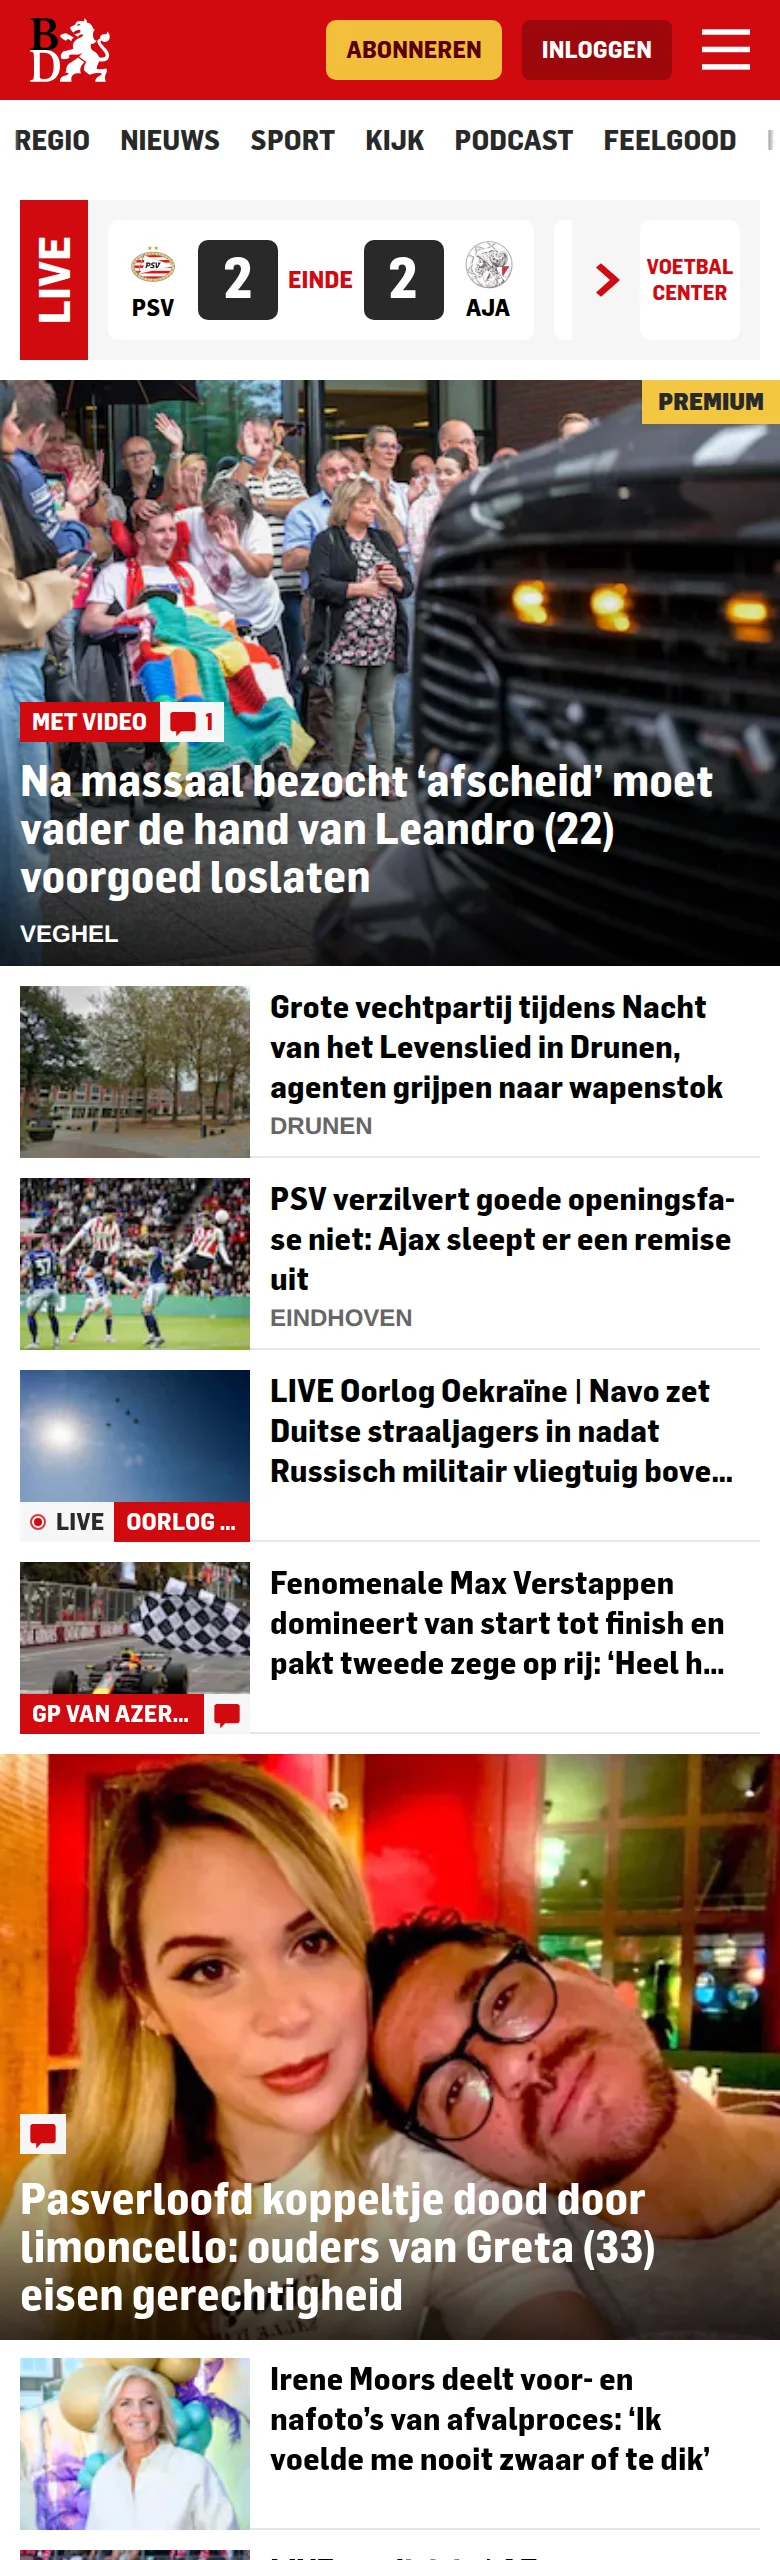 B
D
ABONNEREN
INLOGGEN
REGIO NIEUWS SPORT KIJK PODCAST FEELGOOD
LIVE
PSV
PSV
2
EINDE
2
AJA
VOETBAL
CENTER
PREMIUM
MET VIDEO
1
Na massaal bezocht ‘afscheid’ moet
vader de hand van Leandro (22)
voorgoed loslaten
VEGHEL
Grote vechtpartij tijdens Nacht
van het Levenslied in Drunen,
agenten grijpen naar wapenstok
DRUNEN
PSV verzilvert goede openingsfa-
se niet: Ajax sleept er een remise
uit
EINDHOVEN
LIVE Oorlog Oekraïne | Navo zet
Duitse straaljagers in nadat
Russisch militair vliegtuig bove...
LIVE
OORLOG ...
Fenomenale Max Verstappen
domineert van start tot finish en
pakt tweede zege op rij: ‘Heel h...
GP VAN AZER...
Pasverloofd koppeltje dood door
limoncello: ouders van Greta (33)
eisen gerechtigheid
Irene Moors deelt voor- en
nafoto’s van afvalproces: ‘Ik
voelde me nooit zwaar of te dik’